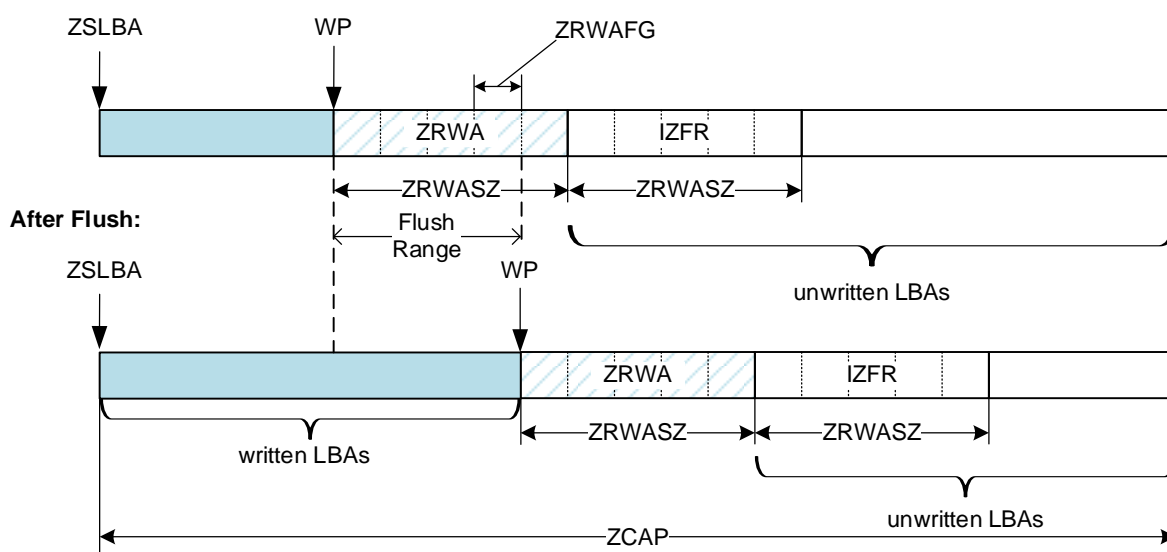 ZSLBA
WP
ZRWAFG
ZRWA
IZFR
ZRWASZ
ZRWASZ
After Flush:
Flush
Range
ZSLBA
WP
unwritten LBAs
ZRWA
IZFR
written LBAs
ZRWASZ
ZRWASZ
unwritten LBAs
ZCAP